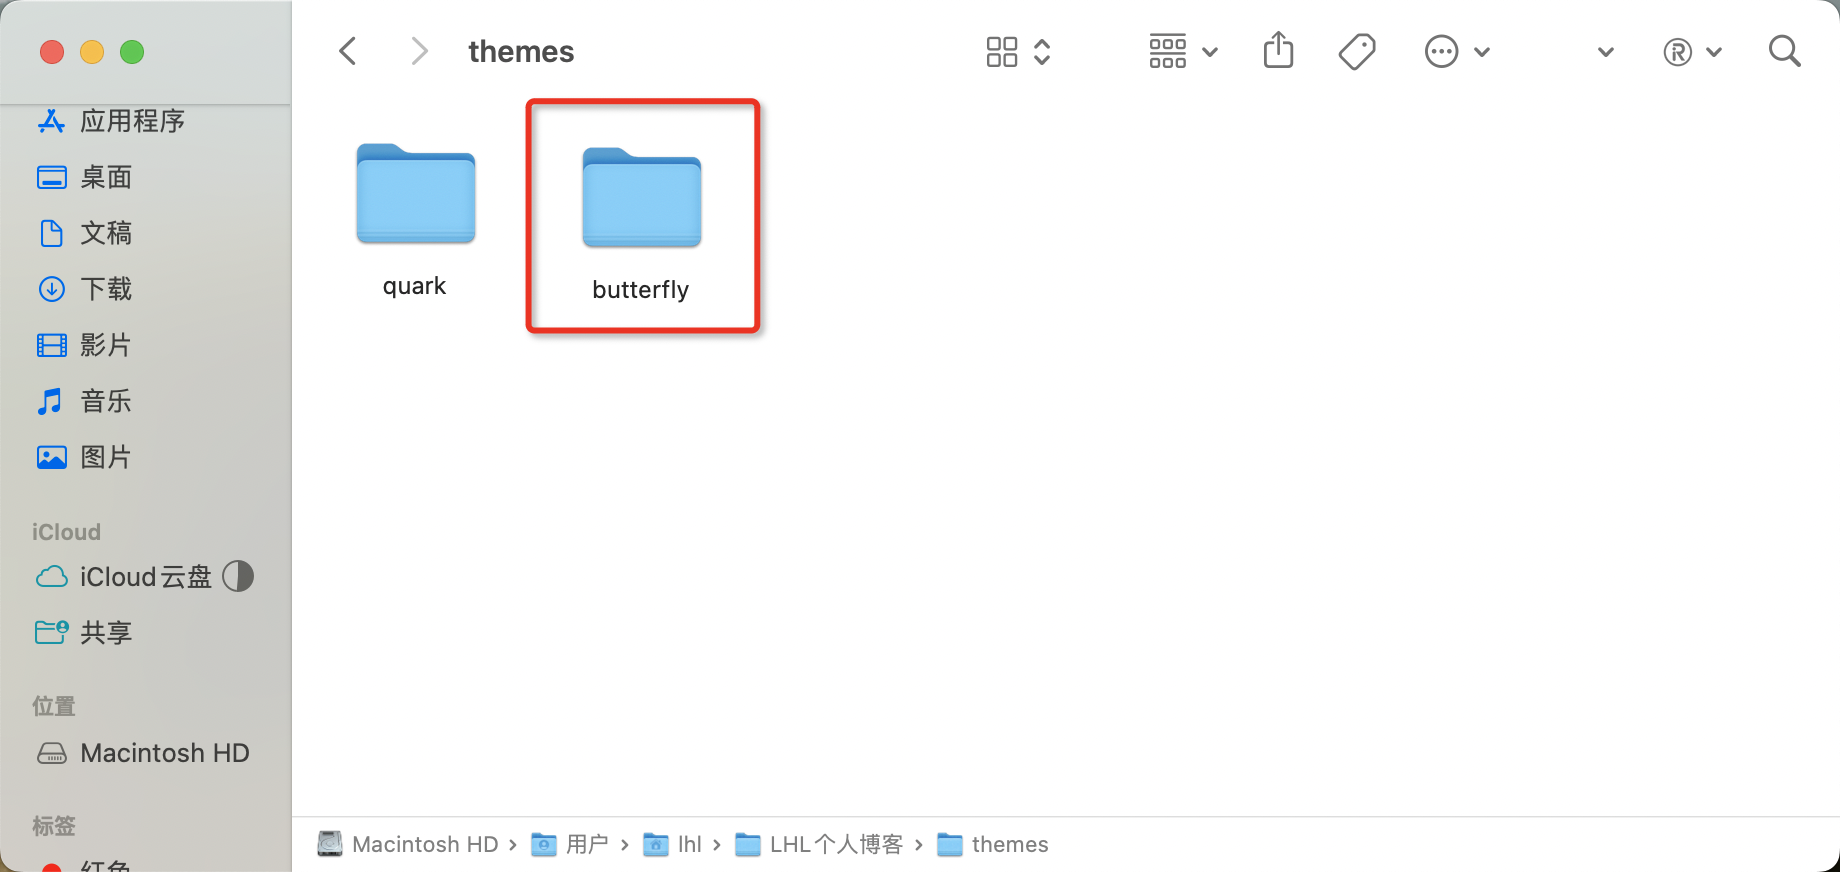 themes
应用程序
桌面
文稿
下载
影片
音乐
图片
iCloud
iCloud云盘
共享
位置
Macintosh HD
标签
红色
quark
butterfly
Macintosh HD › 用户 › lhl › LHL个人博客 › themes